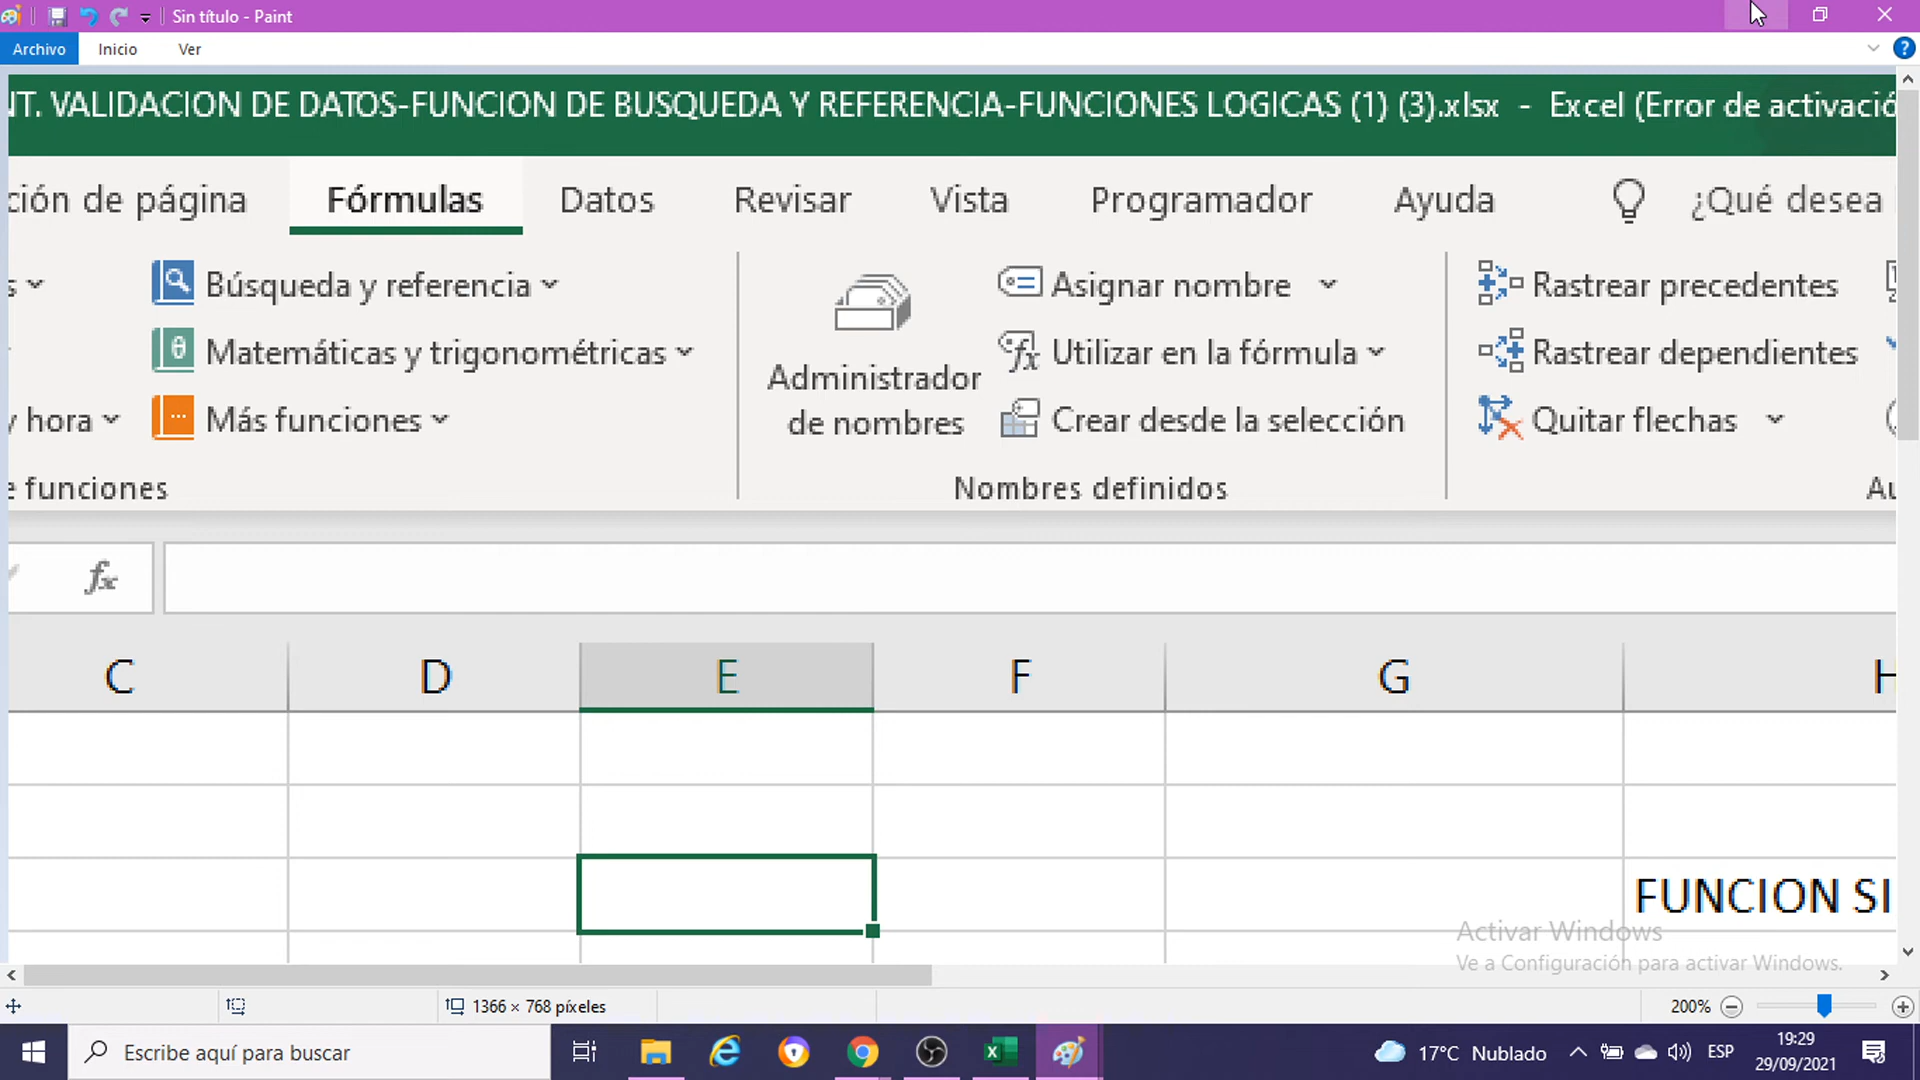 Sin título - Paint
Archivo Inicio Ver
NT. VALIDACION DE DATOS-FUNCION DE BUSQUEDA Y REFERENCIA-FUNCIONES LOGICAS (1) (3).xlsx - Excel (Error de activació
ción de página Fórmulas Datos Revisar Vista Programador Ayuda ¿Qué desea
s Búsqueda y referencia Asignar nombre Rastrear precedentes
Matemáticas y trigonométricas Utilizar en la fórmula Rastrear dependientes
Administrador de nombres
y hora Más funciones Crear desde la selección Quitar flechas
e funciones Nombres definidos Au
fx
C D E F G H
FUNCION SI
Activar Windows
Ve a Configuración para activar Windows.
1366 × 768 píxeles 200%
Escribe aquí para buscar 17°C Nublado ESP 19:29
29/09/2021